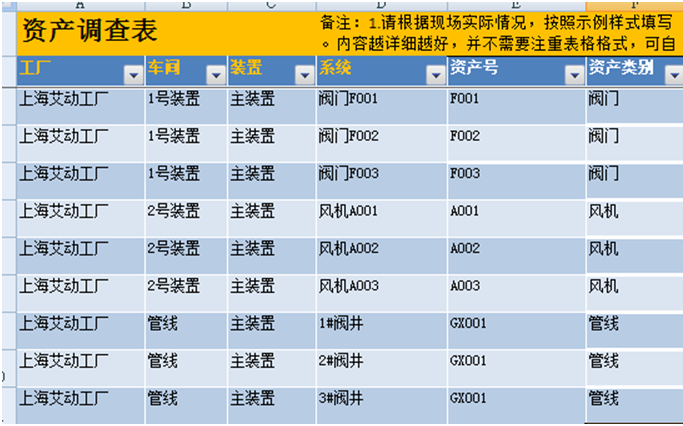 A B C D E F
资产调查表 备注: 1.请根据现场实际情况, 按照示例样式填写
。内容越详细越好, 并不需要注重表格格式, 可自
工厂 车间 装置 系统 资产号 资产类别
上海艾动工厂 1号装置 主装置 阀门F001 F001 阀门
上海艾动工厂 1号装置 主装置 阀门F002 F002 阀门
上海艾动工厂 1号装置 主装置 阀门F003 F003 阀门
上海艾动工厂 2号装置 主装置 风机A001 A001 风机
上海艾动工厂 2号装置 主装置 风机A002 A002 风机
上海艾动工厂 2号装置 主装置 风机A003 A003 风机
上海艾动工厂 管线 主装置 1#阀井 GX001 管线
上海艾动工厂 管线 主装置 2#阀井 GX001 管线
上海艾动工厂 管线 主装置 3#阀井 GX001 管线